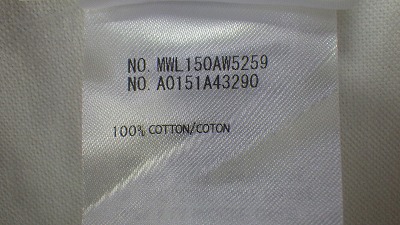 NO. MWL150AW5259
NO. A0151A43290
100% COTTON/COTON